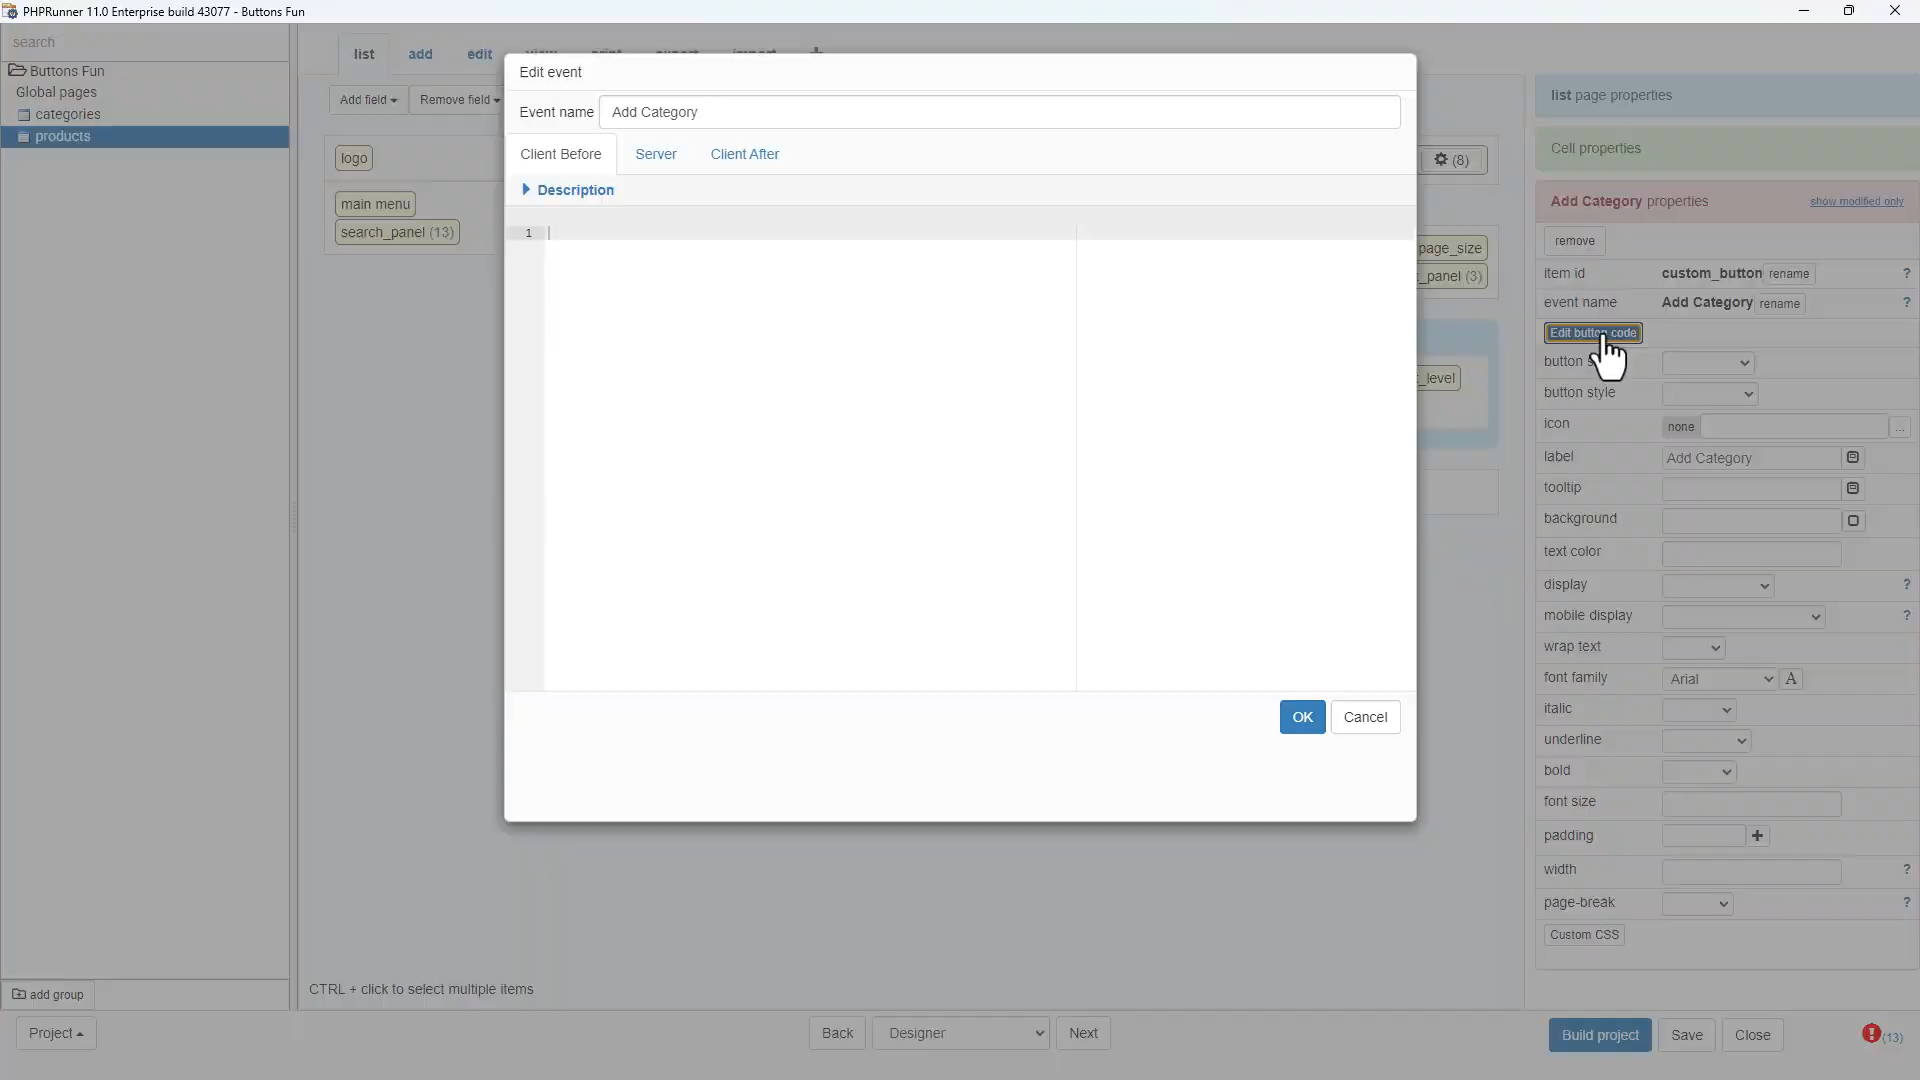 PHPRunner 11.0 Enterprise build 43077 - Buttons Fun
search
Buttons Fun
Global pages
categories
products
add group
list add edit view print export import +
Add field Remove field
logo
main menu
search_panel (13)
(8)
page_size
_panel (3)
_level
CTRL + click to select multiple items
Edit event
Event name Add Category
Client Before Server Client After
Description
1
OK Cancel
list page properties
Cell properties
Add Category properties show modified only
remove
item id custom_button rename ?
event name Add Category rename ?
Edit button code
button
button style
icon none ...
label Add Category
tooltip
background
text color
display ?
mobile display ?
wrap text
font family Arial A
italic
underline
bold
font size
padding +
width ?
page-break ?
Custom CSS
Project Back Designer Next Build project Save Close (13)